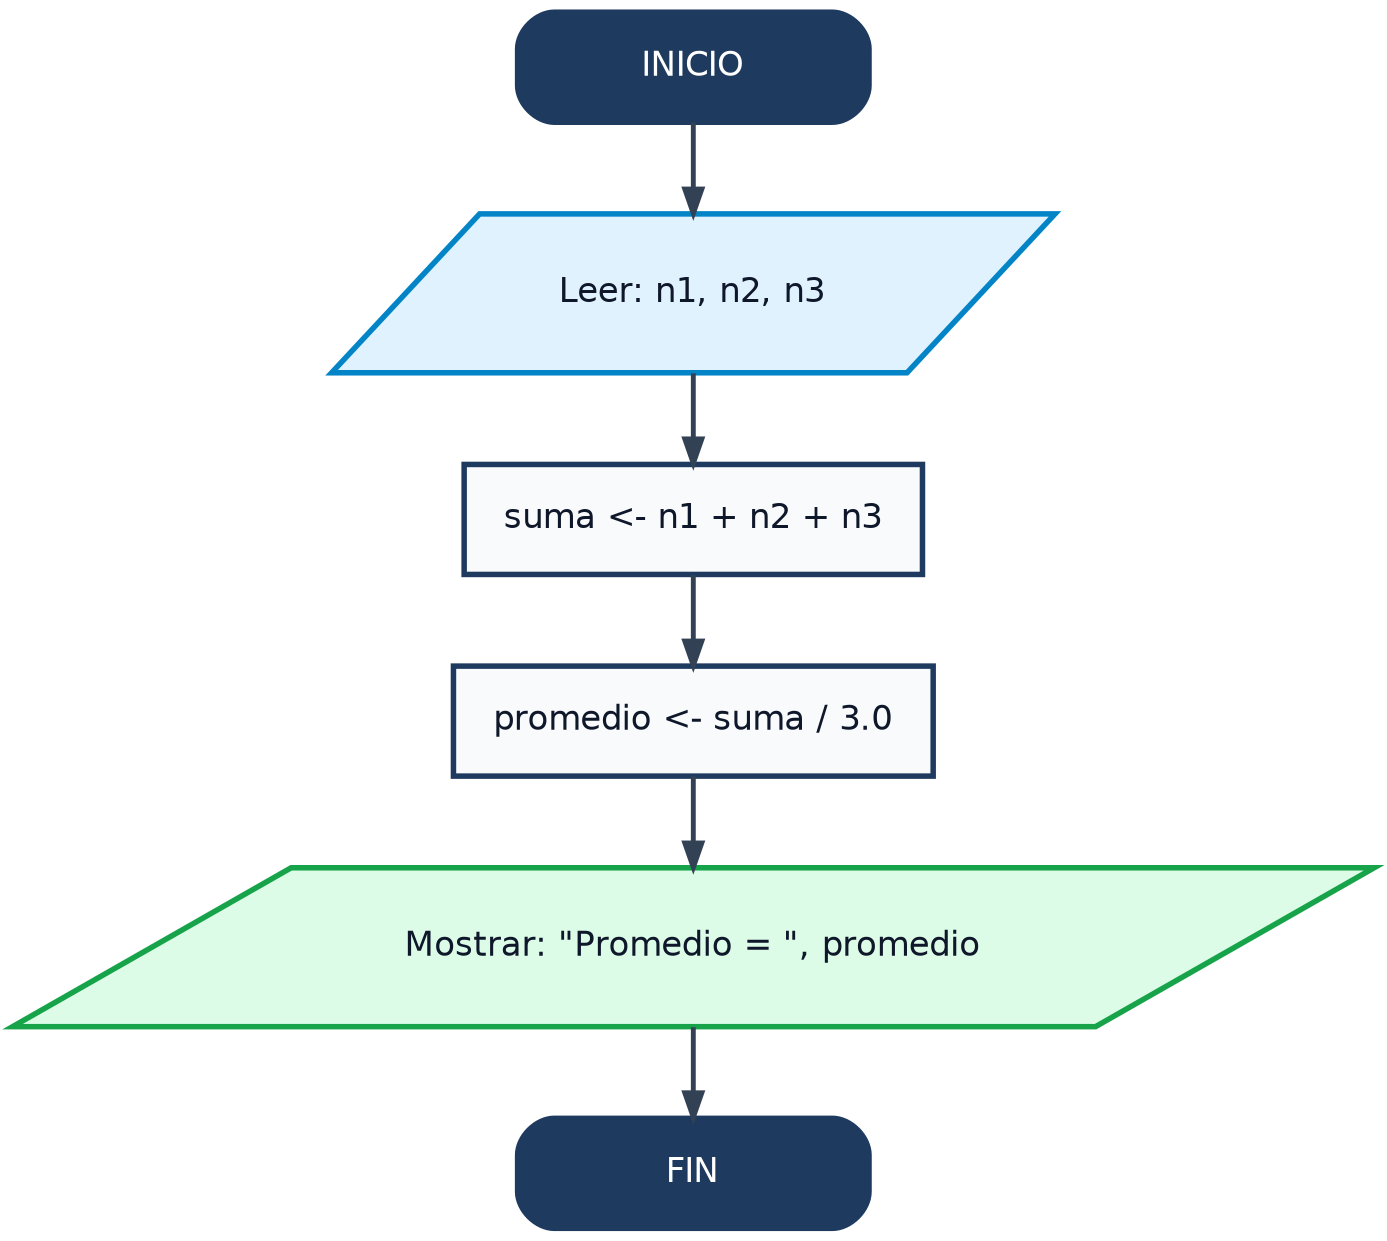 INICIO
Leer: n1, n2, n3
suma <- n1 + n2 + n3
promedio <- suma / 3.0
Mostrar: "Promedio = ", promedio
FIN